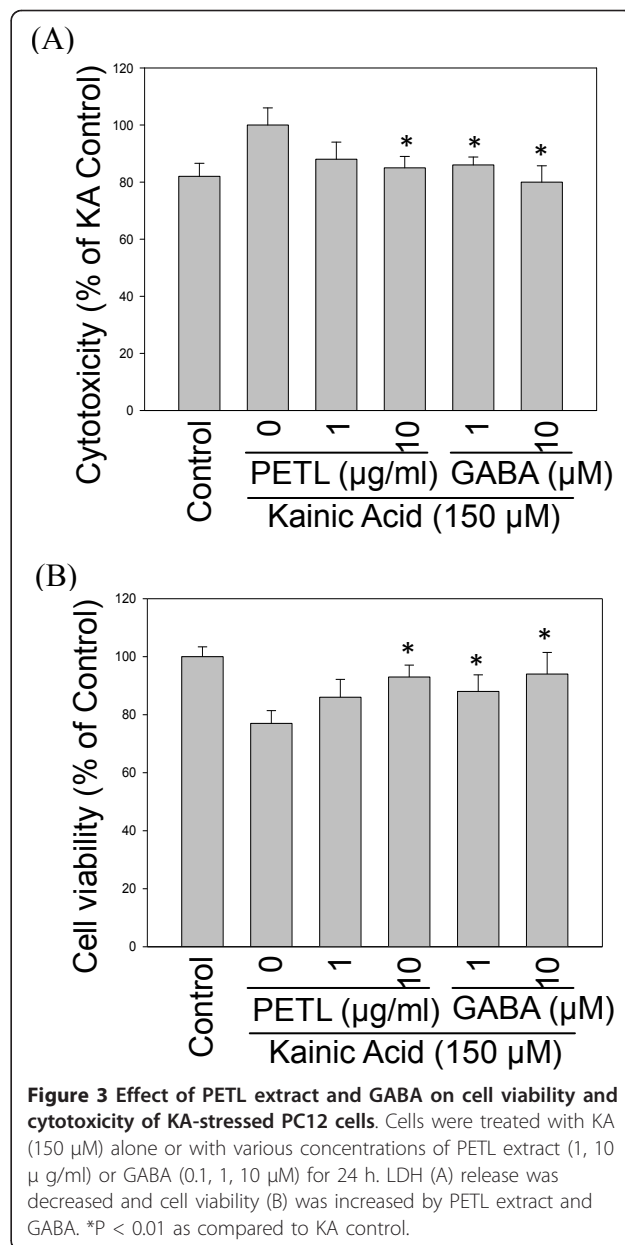 (A)
Cytotoxicity (% of KA Control)
120
100
80
60
40
20
0
*
*
*
Control
0
1
10
1
10
PETL (µg/ml)
GABA (µM)
Kainic Acid (150 µM)
(B)
Cell viability (% of Control)
120
100
80
60
40
20
0
*
*
*
Control
0
1
10
1
10
PETL (µg/ml)
GABA (µM)
Kainic Acid (150 µM)
Figure 3 Effect of PETL extract and GABA on cell viability and
cytotoxicity of KA-stressed PC12 cells. Cells were treated with KA
(150 µM) alone or with various concentrations of PETL extract (1, 10
µ g/ml) or GABA (0.1, 1, 10 µM) for 24 h. LDH (A) release was
decreased and cell viability (B) was increased by PETL extract and
GABA. *P < 0.01 as compared to KA control.